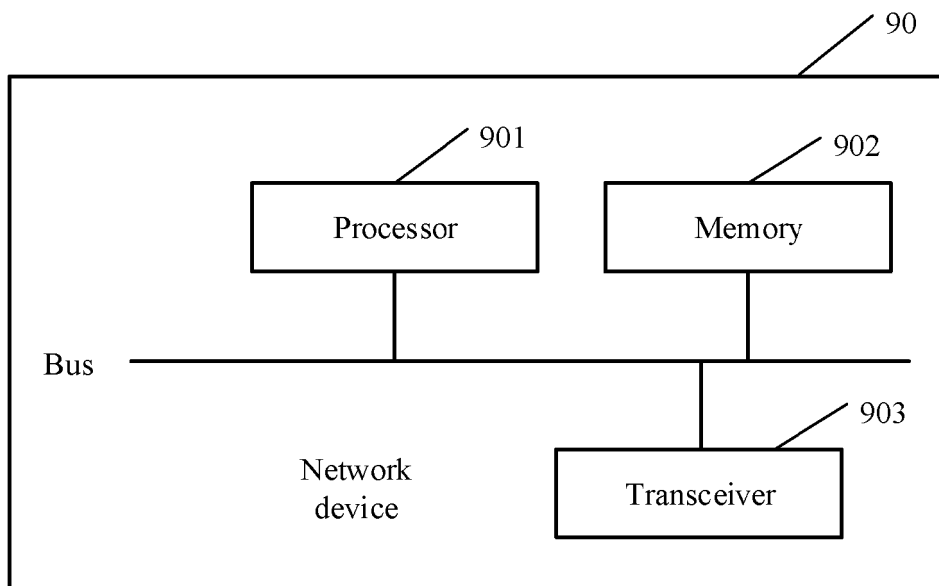 90
901
902
Processor
Memory
Bus
903
Network
device
Transceiver